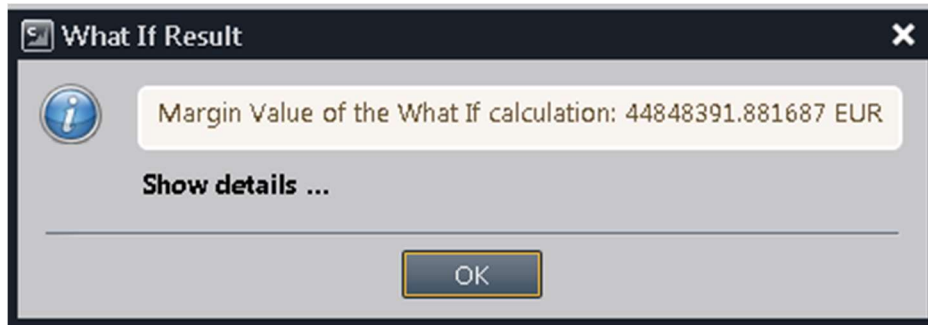 What If Result
Margin Value of the What If calculation: 44848391.881687 EUR
Show details ...
OK